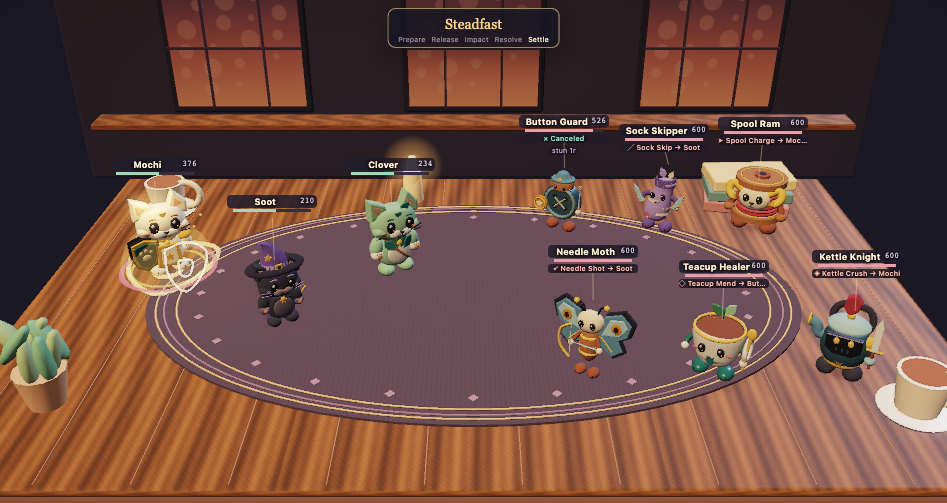 Steadfast
Prepare Release Impact Resolve Settle
Button Guard 526
× Canceled
stun 1r
Sock Skipper 600
Sock Skip → Soot
Spool Ram 600
Spool Charge → Moc...
Mochi 376
Clover 234
Soot 210
Needle Moth 600
Needle Shot → Soot
Teacup Healer 600
Teacup Mend → But...
Kettle Knight 600
Kettle Crush → Mochi